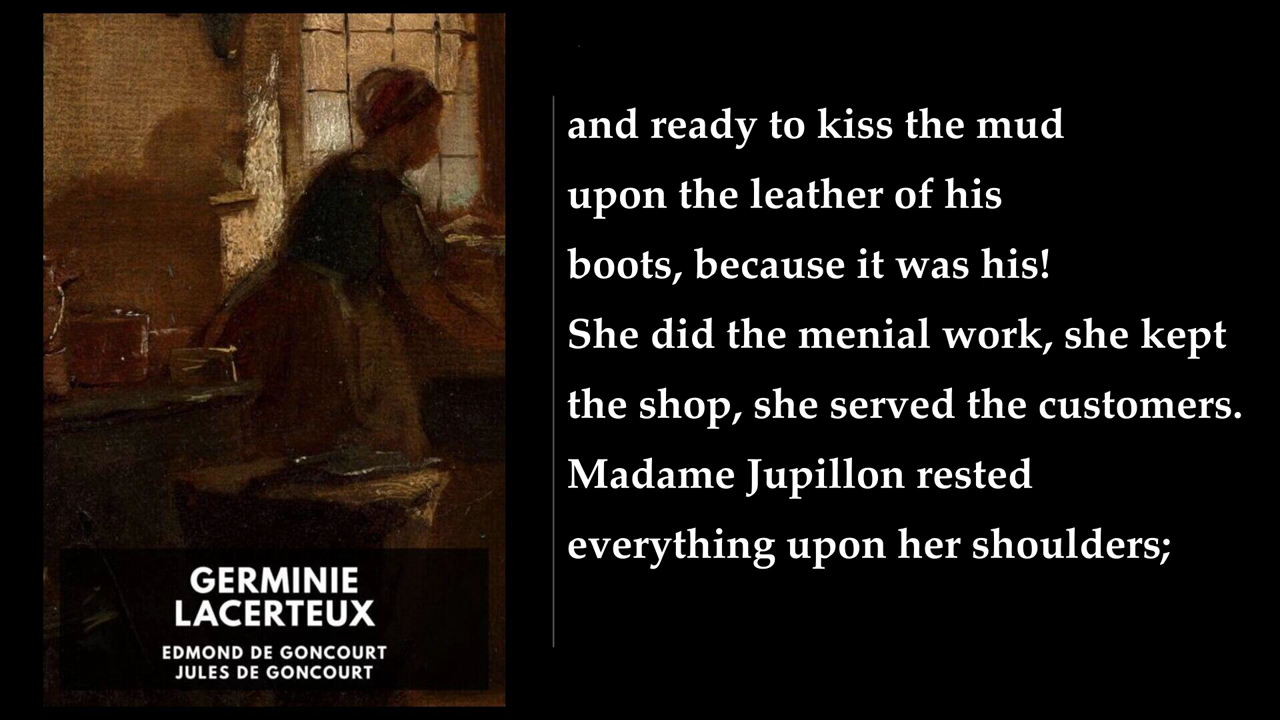 GERMINIE
LACERTEUX
EDMOND DE GONCOURT
JULES DE GONCOURT
and ready to kiss the mud
upon the leather of his
boots, because it was his!
She did the menial work, she kept
the shop, she served the customers.
Madame Jupillon rested
everything upon her shoulders;